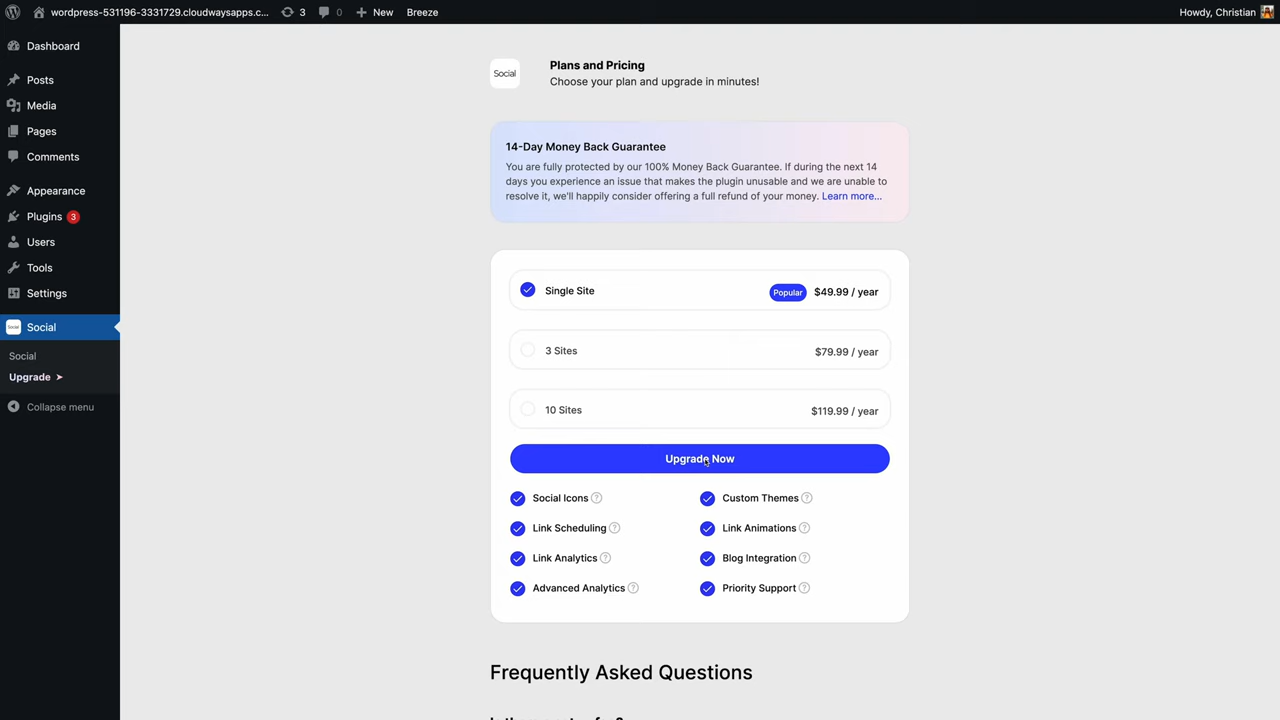 wordpress-531196-3331729.cloudwaysapps.c...
3
0
New
Breeze
Howdy, Christian
Dashboard
Posts
Media
Pages
Comments
Appearance
Plugins 3
Users
Tools
Settings
Social
Social
Social
Upgrade ➤
Collapse menu
Social
Plans and Pricing
Choose your plan and upgrade in minutes!
14-Day Money Back Guarantee
You are fully protected by our 100% Money Back Guarantee. If during the next 14
days you experience an issue that makes the plugin unusable and we are unable to
resolve it, we'll happily consider offering a full refund of your money. Learn more...
Single Site Popular $49.99 / year
3 Sites $79.99 / year
10 Sites $119.99 / year
Upgrade Now
Social Icons ? Custom Themes ?
Link Scheduling ? Link Animations ?
Link Analytics ? Blog Integration ?
Advanced Analytics ? Priority Support ?
Frequently Asked Questions